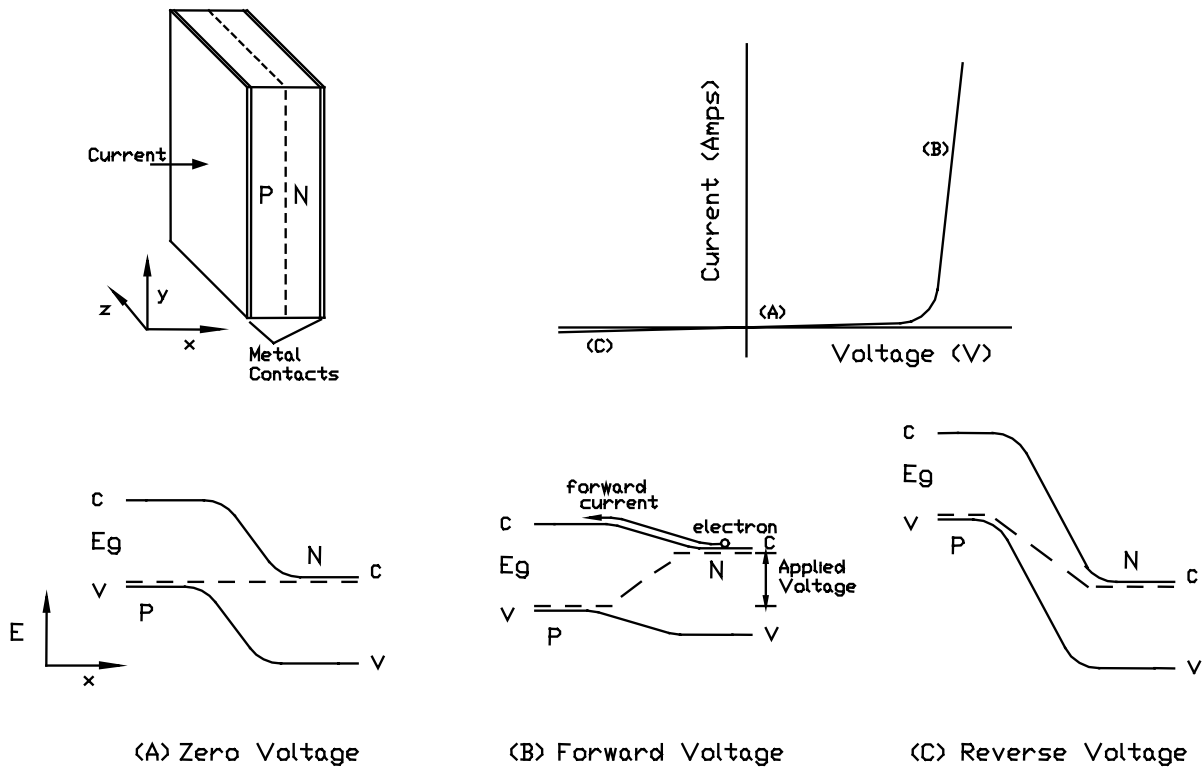 Current
P
N
y
z
x
Metal
Contacts
Current (Amps)
(B)
(A)
(C)
Voltage (V)
C
Eg
V
P
N
C
V
E
x
(A) Zero Voltage
forward
current
electron
C
C
Eg
N
Applied
Voltage
V
P
V
(B) Forward Voltage
C
Eg
V
P
N
C
V
(C) Reverse Voltage